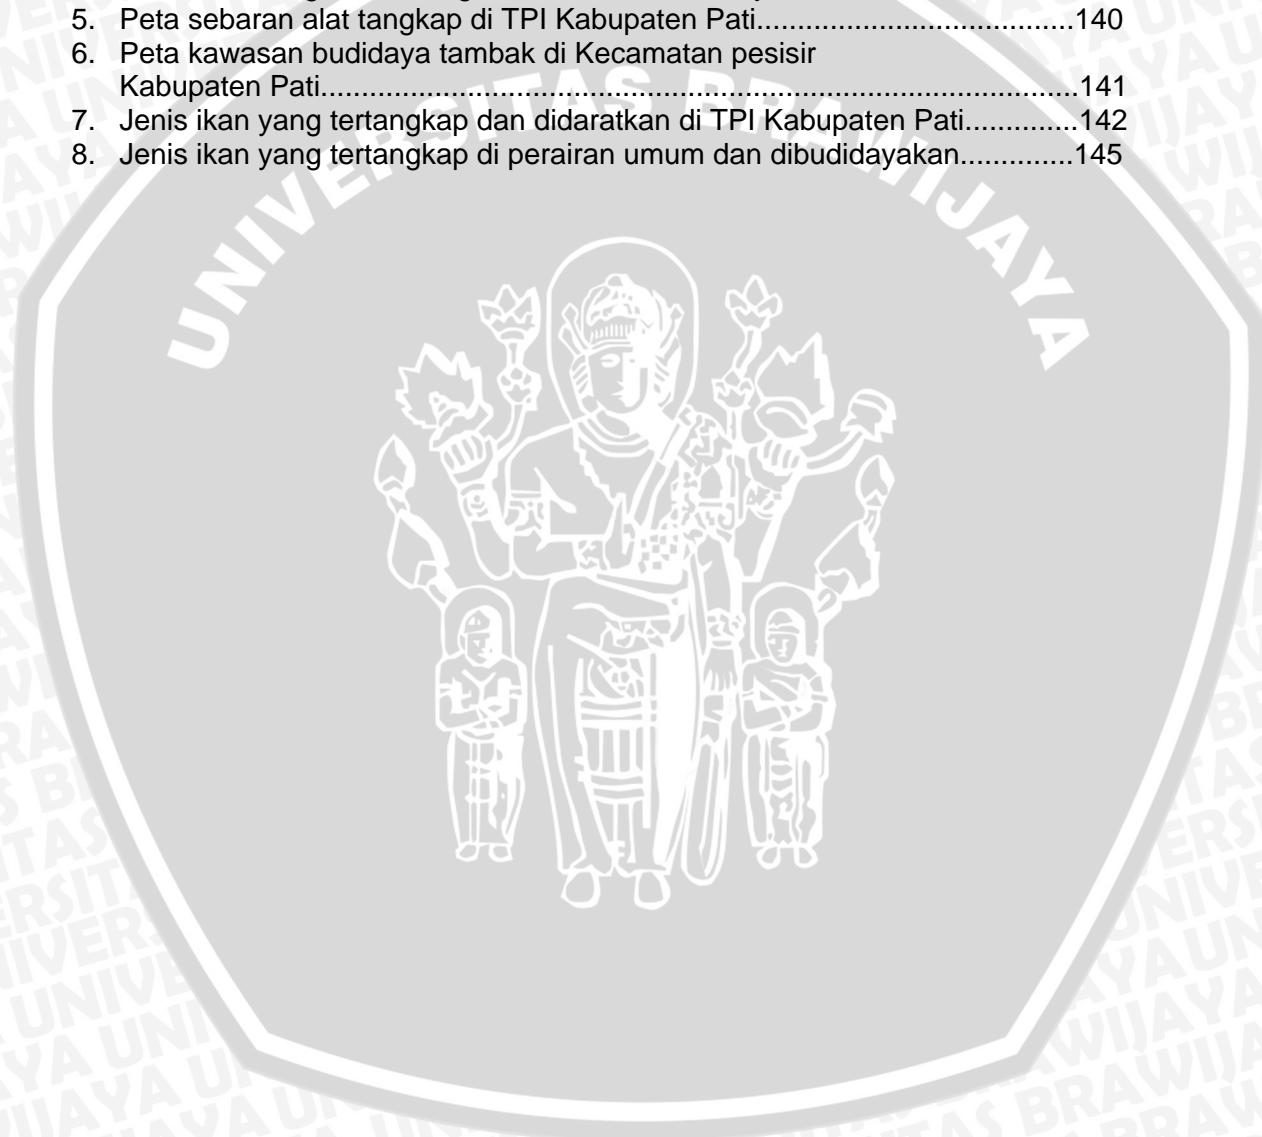 5. Peta sebaran alat tangkap di TPI Kabupaten Pati.......................................140
6. Peta kawasan budidaya tambak di Kecamatan pesisir
Kabupaten Pati.............................................................................................141
7. Jenis ikan yang tertangkap dan didaratkan di TPI Kabupaten Pati..............142
8. Jenis ikan yang tertangkap di perairan umum dan dibudidayakan..............145
UNIVERSITAS BRAWIJAYA